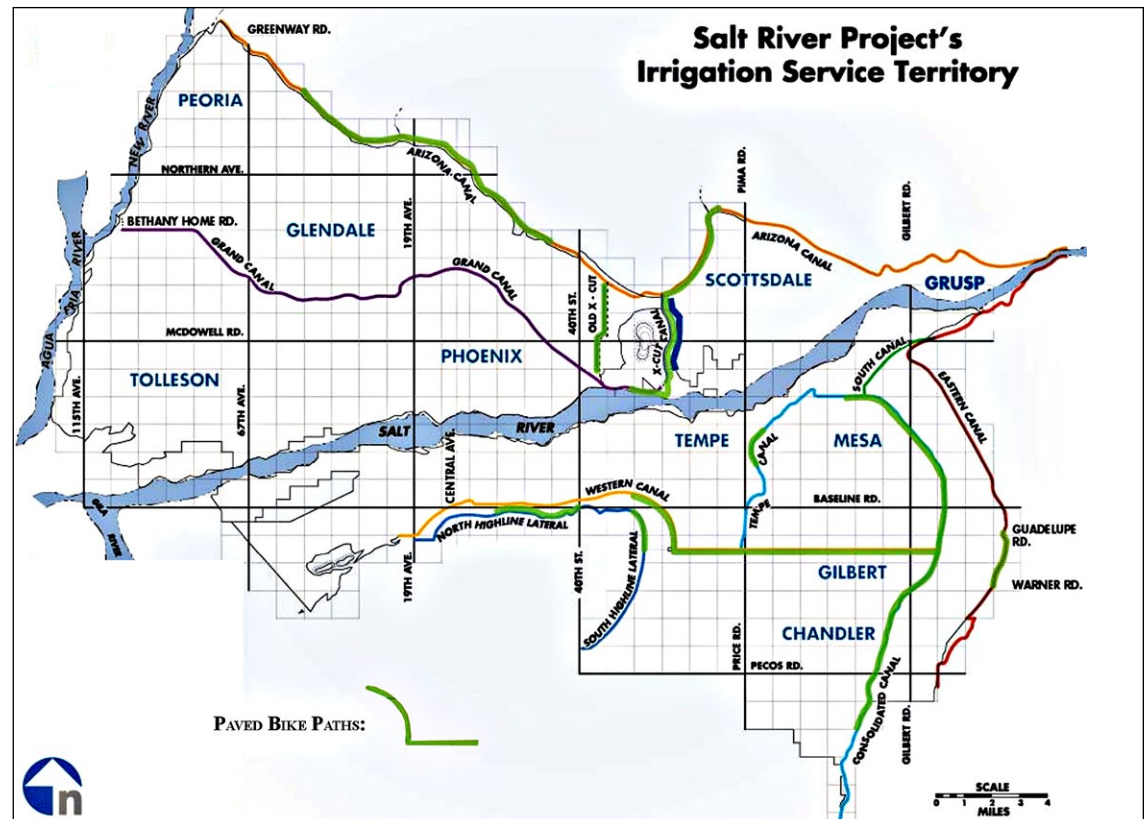 Salt River Project's
Irrigation Service Territory
GREENWAY RD.
PEORIA
NEW RIVER
ARIZONA CANAL
NORTHERN AVE.
PIMA RD.
GILBERT RD.
BETHANY HOME RD.
GLENDALE
19TH AVE.
ARIZONA CANAL
GRAND CANAL
GRAND CANAL
SCOTTSDALE
GRUSP
AGUA FRIA RIVER
40TH ST.
OLD X - CUT
X-CUT CANAL
MCDOWELL RD.
PHOENIX
SOUTH CANAL
EASTERN CANAL
TOLLESON
115TH AVE.
67TH AVE.
SALT
RIVER
TEMPE
MESA
CENTRAL AVE.
CANAL
WESTERN CANAL
BASELINE RD.
GILA
RIVER
NORTH HIGHLINE LATERAL
TEMPE
GUADELUPE
RD.
19TH AVE.
40TH ST.
SOUTH HIGHLINE LATERAL
GILBERT
WARNER RD.
CHANDLER
PRICE RD.
PECOS RD.
CONSOLIDATED CANAL
GILBERT RD.
PAVED BIKE PATHS:
n
SCALE
0 1 2 3 4
MILES